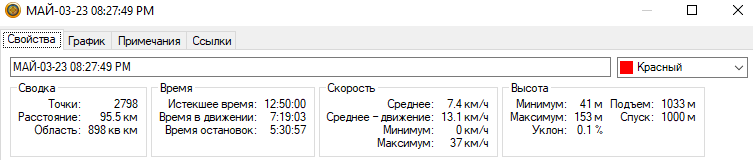 МАЙ-03-23 08:27:49 PM
Свойства График Примечания Ссылки
МАЙ-03-23 08:27:49 PM Красный
Сводка Время Скорость Высота
Точки: 2798 Истекшее время: 12:50:00 Среднее: 7.4 км/ч Минимум: 41 м Подъем: 1033 м
Расстояние: 95.5 км Время в движении: 7:19:03 Среднее – движение: 13.1 км/ч Максимум: 153 м Спуск: 1000 м
Область: 898 кв км Время остановок: 5:30:57 Минимум: 0 км/ч Уклон: 0.1 %
Максимум: 37 км/ч